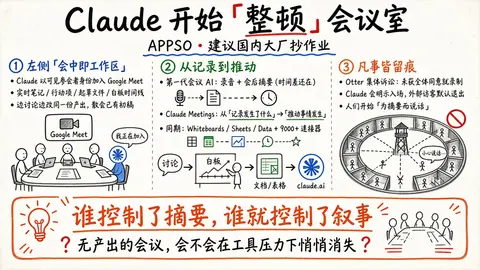 Claude 开始「整顿」会议室
APPSO · 建议国内大厂抄作业
① 左侧「会中即工作区」
• Claude 以可见参会者身份加入 Google Meet
• 实时笔记／行动项／起草文件／白板时间线
• 边讨论边改同一份产出，散会已有初稿
Google Meet
我正在加入
② 从记录到推动
• 第一代会议 AI：录音 + 会后摘要 (时间差还在)
• Claude Meetings：从「记录发生了什么」→「推动事情发生」
• 同期：Whiteboards / Sheets / Data + 9000+ 连接器
讨论
白板
文档/表格
claude.ai
③ 凡事皆留痕
• Otter 集体诉讼：未获全体同意就录制
• Claude 会明示入场，外部访客默认退出
• 人们开始「为摘要而说话」
小心说话…
谁控制了摘要，谁就控制了叙事
? 无产出的会议，会不会在工具压力下悄悄消失 ?